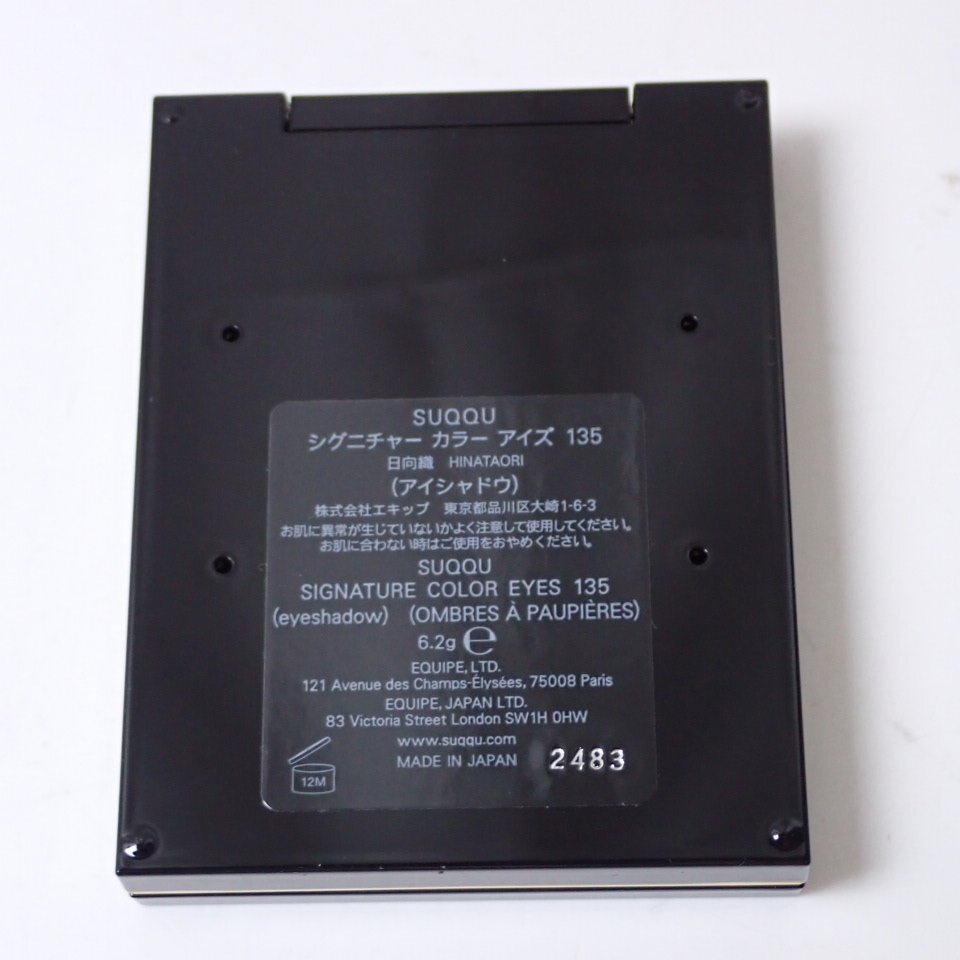 SUQQU
シグニチャー カラー アイズ 135
日向織 HINATAORI
(アイシャドウ)
株式会社エキップ 東京都品川区大崎1-6-3
お肌に異常が生じていないかよく注意して使用してください。
お肌に合わない時はご使用をおやめください。
SUQQU
SIGNATURE COLOR EYES 135
(eyeshadow) (OMBRES À PAUPIÈRES)
6.2g ℮
EQUIPE, LTD.
121 Avenue des Champs-Élysées, 75008 Paris
EQUIPE, JAPAN LTD.
83 Victoria Street London SW1H 0HW
www.suqqu.com
MADE IN JAPAN 2483
12M